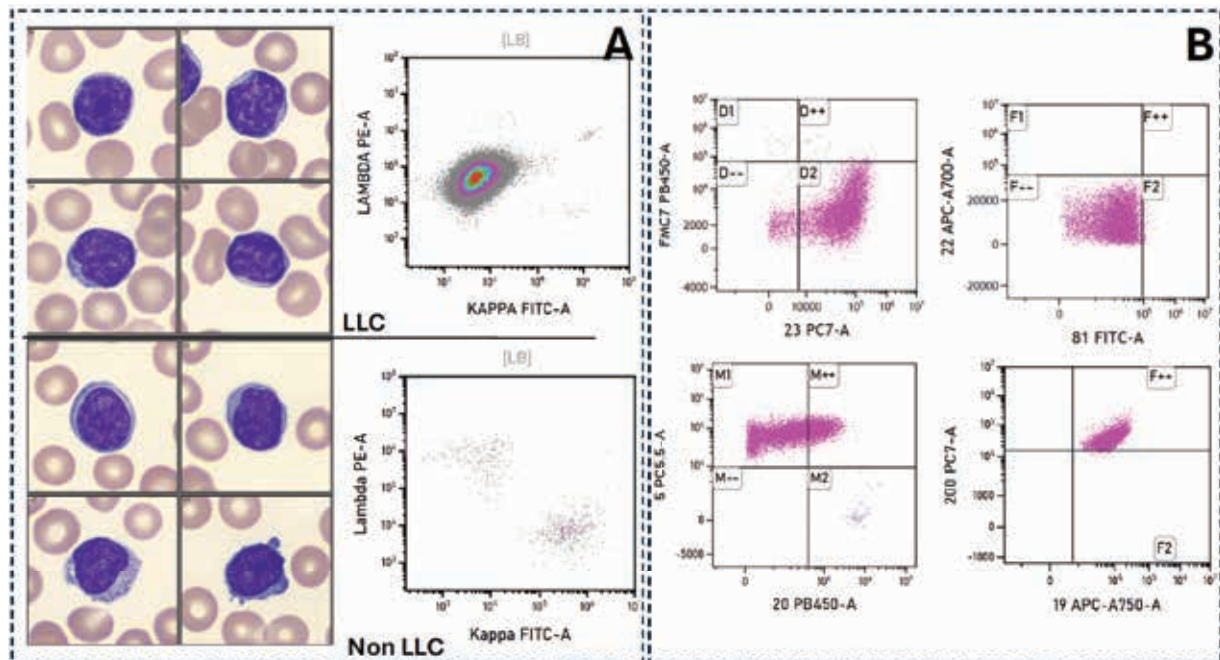 A
[LB]
LAMBDA PE-A
KAPPA FITC-A
LLC
[LB]
Lambda PE-A
Kappa FITC-A
Non LLC
B
D1
D++
D--
D2
FMC7 PB450-A
2000
0
4000
0
10000
23 PC7-A
F1
F++
F--
F2
22 APC-A700-A
20000
0
-20000
0
81 FITC-A
M1
M++
M--
M2
5 PC5.5-A
0
-5000
0
20 PB450-A
F++
F2
200 PC7-A
1000
0
-1000
0
19 APC-A750-A